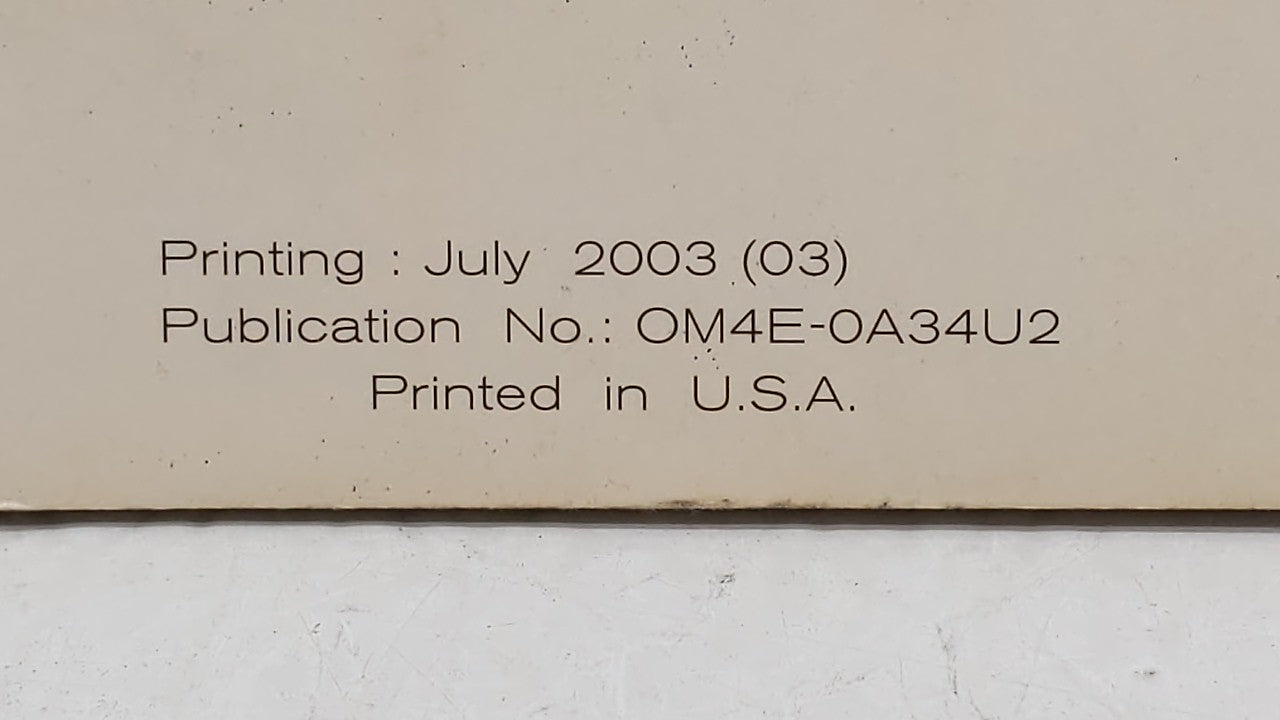 Printing : July 2003 (03)
Publication No.: OM4E-0A34U2
Printed in U.S.A.